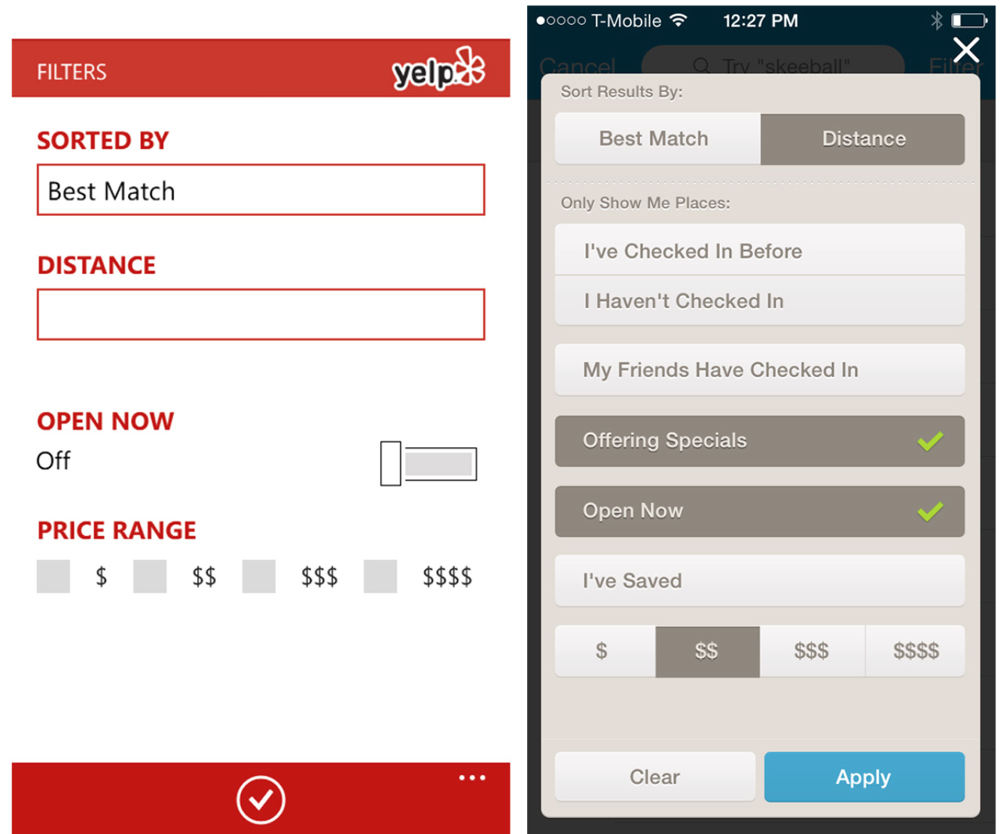 FILTERS
yelp
SORTED BY
Best Match
DISTANCE
OPEN NOW
Off
PRICE RANGE
$ $$ $$$ $$$$
T-Mobile 12:27 PM
Cancel Try "skeeball" Filter
Sort Results By:
Best Match Distance
Only Show Me Places:
I've Checked In Before
I Haven't Checked In
My Friends Have Checked In
Offering Specials
Open Now
I've Saved
$ $$ $$$ $$$$
Clear Apply